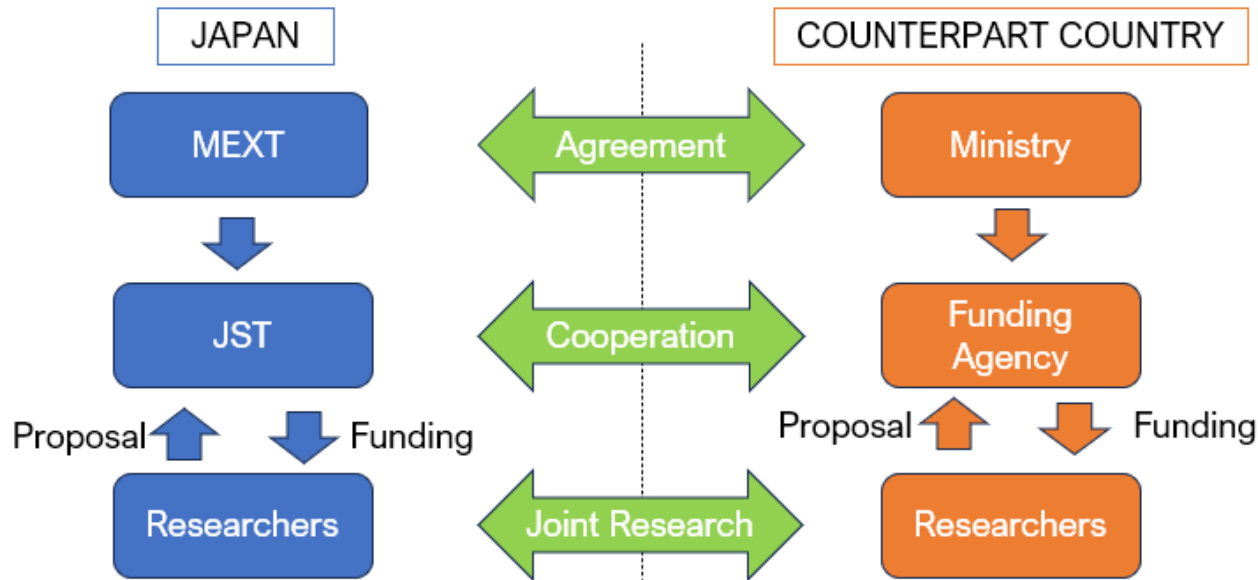 JAPAN
COUNTERPART COUNTRY
MEXT
Agreement
Ministry
JST
Cooperation
Funding
Agency
Proposal
Funding
Proposal
Funding
Researchers
Joint Research
Researchers